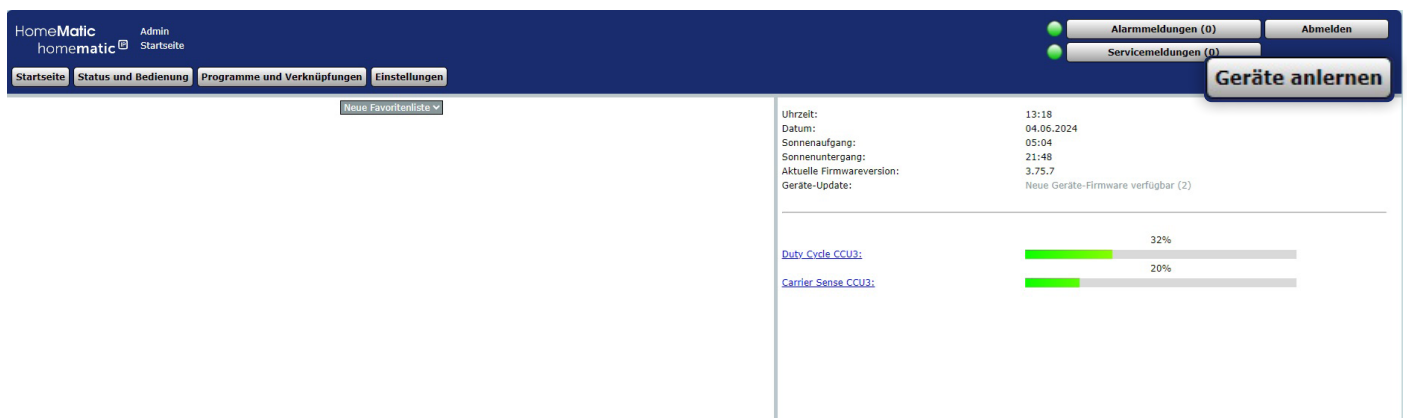 HomeMatic
homematic IP
Admin
Startseite
Alarmmeldungen (0)
Abmelden
Servicemeldungen (0)
Geräte anlernen
Startseite
Status und Bedienung
Programme und Verknüpfungen
Einstellungen
Neue Favoritenliste
Uhrzeit: 13:18
Datum: 04.06.2024
Sonnenaufgang: 05:04
Sonnenuntergang: 21:48
Aktuelle Firmwareversion: 3.75.7
Geräte-Update: Neue Geräte-Firmware verfügbar (2)
32%
Duty Cycle CCU3:
20%
Carrier Sense CCU3: